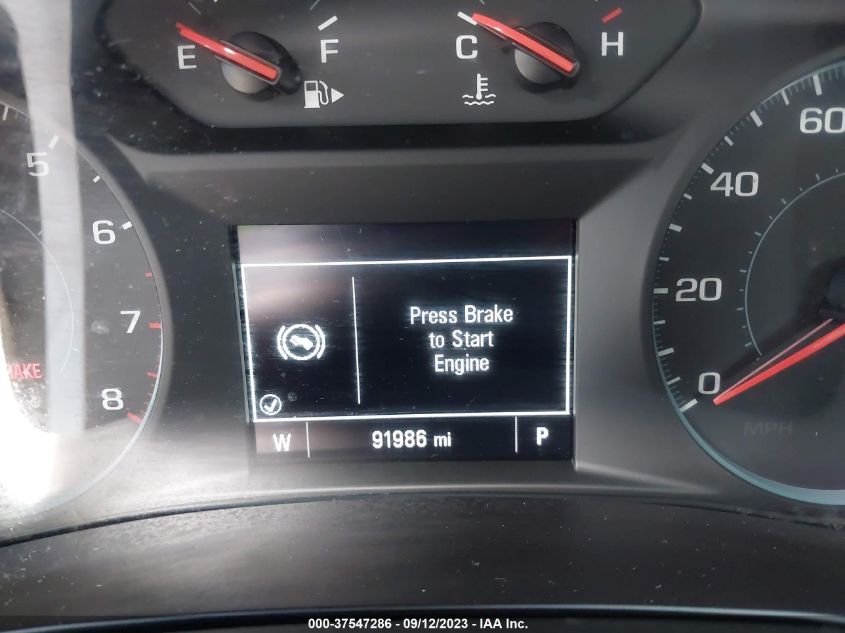 E F C H
5
6
7
8
BRAKE
60
40
20
0
MPH
Press Brake
to Start
Engine
W 91986 mi P
000-37547286 - 09/12/2023 - IAA Inc.